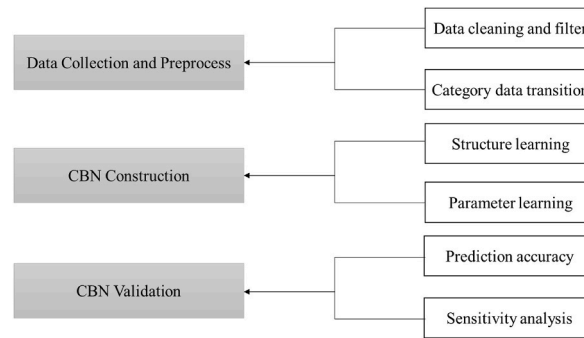 Data cleaning and filter
Data Collection and Preprocess
Category data transition
Structure learning
CBN Construction
Parameter learning
Prediction accuracy
CBN Validation
Sensitivity analysis